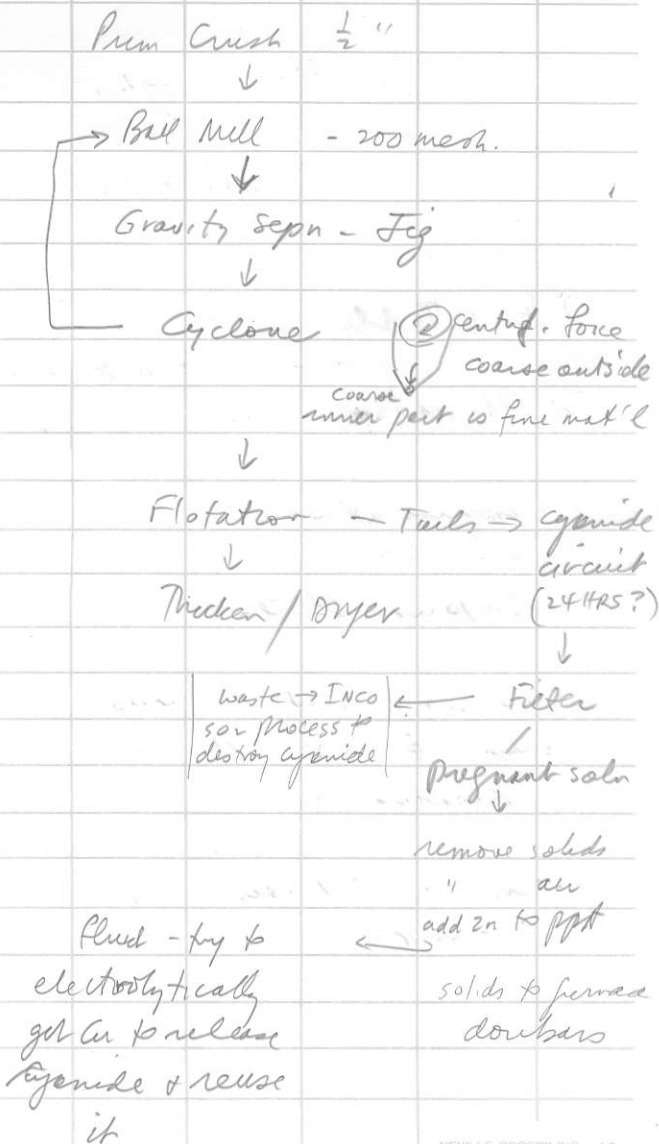 Prim Crush 1/2 "
Ball Mill - 200 mesh.
Gravity Sepn - Jig
Cyclone centrf. force
coarse outside
coarse
inner part is fine mat'l
Flotation - Tails → cyanide
circuit
(24 HRS?)
Thicken / Dryer
waste → INCO ← Filter
SO2 process to
destroy cyanide
pregnant soln
remove solids
" air
add Zn to ppt
solids to furnace
dore bars
Fluid - try to
electrolytically
get Cu to release
Cyanide & reuse
it